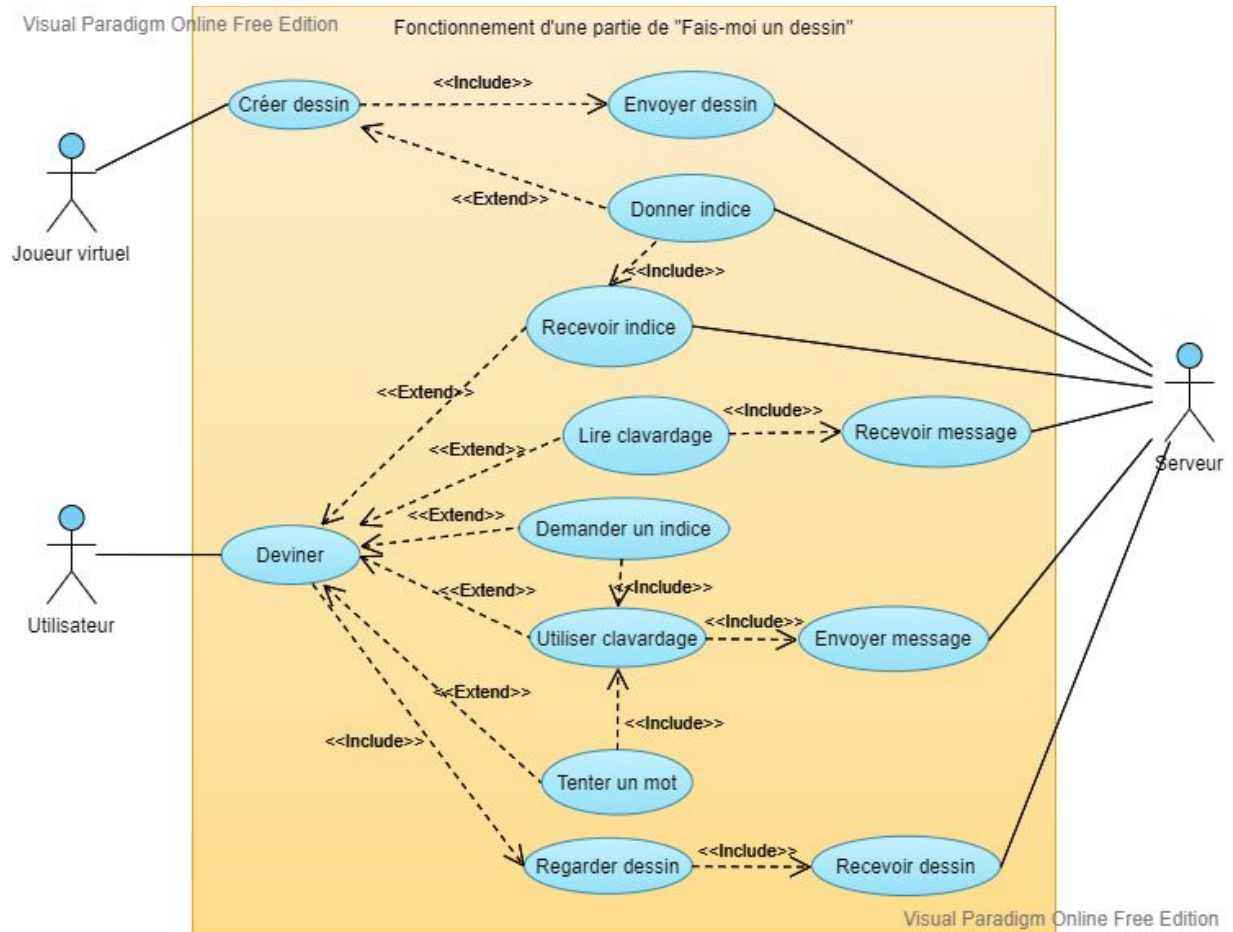 Visual Paradigm Online Free Edition
Fonctionnement d'une partie de "Fais-moi un dessin"
Créer dessin
<<Include>>
Envoyer dessin
<<Extend>>
Donner indice
Joueur virtuel
<<Include>>
Recevoir indice
<<Extend>>
Lire clavardage
<<Include>>
Recevoir message
<<Extend>>
Serveur
<<Extend>>
Demander un indice
Deviner
<<Include>>
<<Extend>>
Utilisateur
Utiliser clavardage
<<Include>>
Envoyer message
<<Extend>>
<<Include>>
<<Include>>
Tenter un mot
Regarder dessin
<<Include>>
Recevoir dessin
Visual Paradigm Online Free Edition